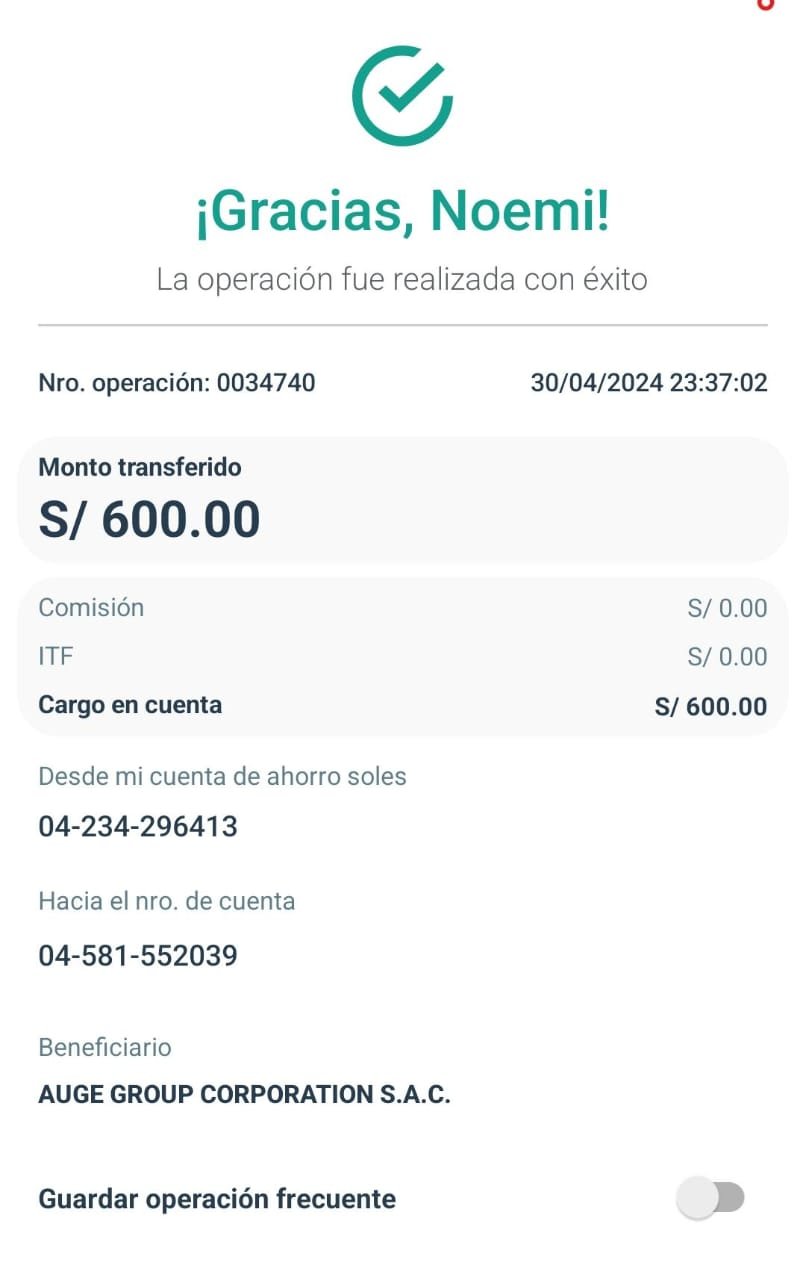 ¡Gracias, Noemi!
La operación fue realizada con éxito
Nro. operación: 0034740 30/04/2024 23:37:02
Monto transferido
S/ 600.00
Comisión S/ 0.00
ITF S/ 0.00
Cargo en cuenta S/ 600.00
Desde mi cuenta de ahorro soles
04-234-296413
Hacia el nro. de cuenta
04-581-552039
Beneficiario
AUGE GROUP CORPORATION S.A.C.
Guardar operación frecuente